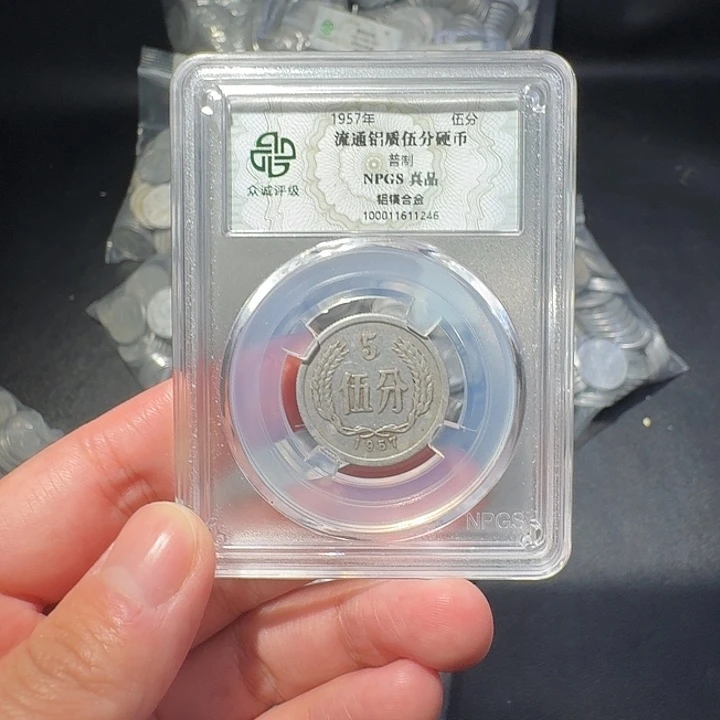 1957年 伍分
流通铝质伍分硬币
普制
众诚评级
NPGS 真品
铝镁合金
100011611246
5
伍分
1957
NPGS